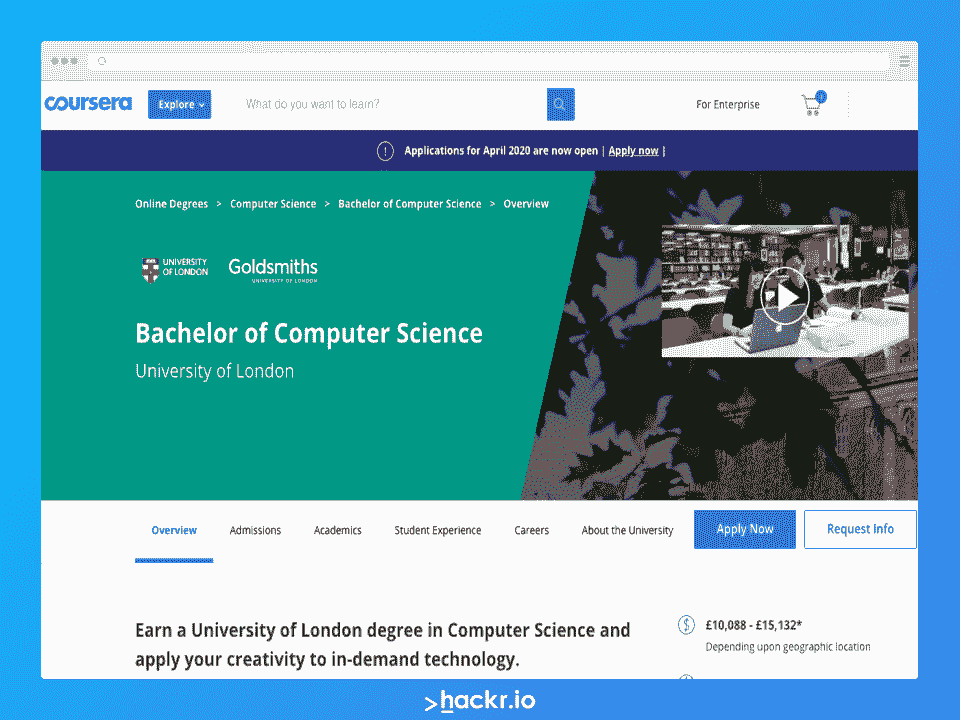 coursera
Explore
What do you want to learn?
For Enterprise
1
Applications for April 2020 are now open | Apply now |
Online Degrees > Computer Science > Bachelor of Computer Science > Overview
UNIVERSITY
OF LONDON
Goldsmiths
UNIVERSITY OF LONDON
Bachelor of Computer Science
University of London
Overview
Admissions
Academics
Student Experience
Careers
About the University
Apply Now
Request Info
Earn a University of London degree in Computer Science and
apply your creativity to in-demand technology.
£10,088 - £15,132*
Depending upon geographic location
>hackr.io